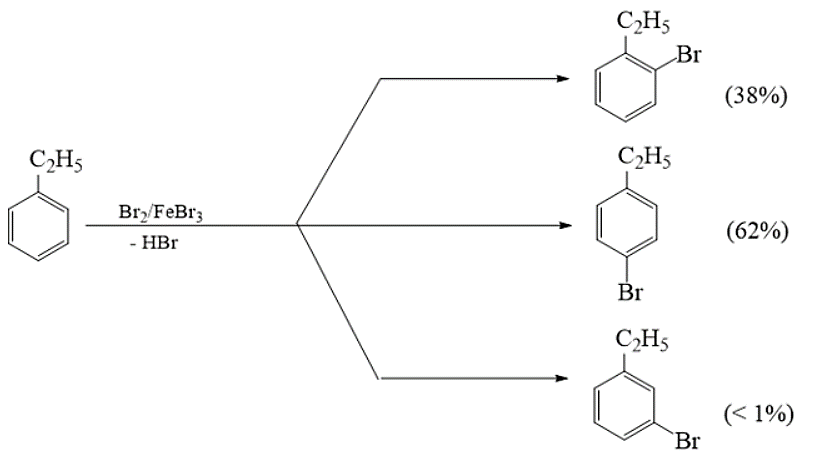 C₂H₅
Br₂/FeBr₃
- HBr
C₂H₅
Br
(38%)
C₂H₅
Br
(62%)
C₂H₅
Br
(< 1%)